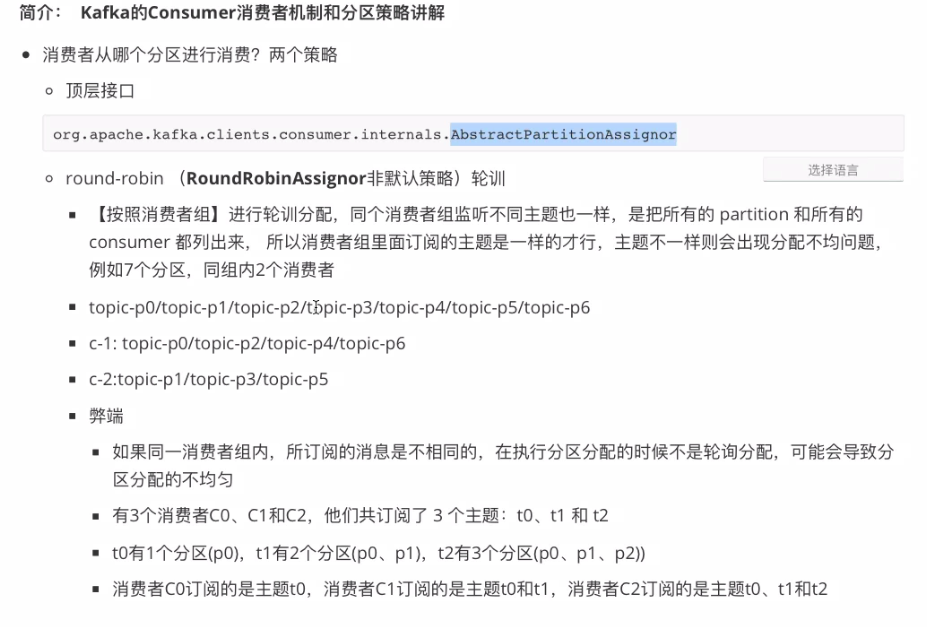 简介： Kafka的Consumer消费者机制和分区策略讲解
消费者从哪个分区进行消费？两个策略
顶层接口
org.apache.kafka.clients.consumer.internals.AbstractPartitionAssignor
选择语言
round-robin （RoundRobinAssignor非默认策略）轮训
【按照消费者组】进行轮训分配，同个消费者组监听不同主题也一样，是把所有的 partition 和所有的
consumer 都列出来， 所以消费者组里面订阅的主题是一样的才行，主题不一样则会出现分配不均问题，
例如7个分区，同组内2个消费者
topic-p0/topic-p1/topic-p2/topic-p3/topic-p4/topic-p5/topic-p6
c-1: topic-p0/topic-p2/topic-p4/topic-p6
c-2:topic-p1/topic-p3/topic-p5
弊端
如果同一消费者组内，所订阅的消息是不相同的，在执行分区分配的时候不是轮询分配，可能会导致分
区分配的不均匀
有3个消费者C0、C1和C2，他们共订阅了 3 个主题：t0、t1 和 t2
t0有1个分区(p0)，t1有2个分区(p0、p1)，t2有3个分区(p0、p1、p2))
消费者C0订阅的是主题t0，消费者C1订阅的是主题t0和t1，消费者C2订阅的是主题t0、t1和t2